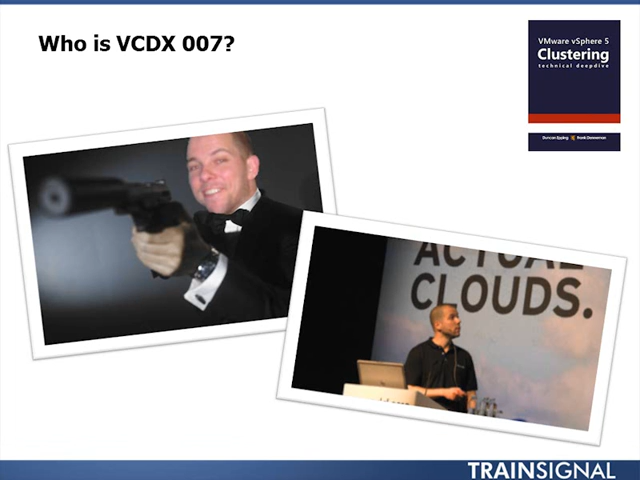 Who is VCDX 007?
VMware vSphere 5
Clustering
technical deepdive
Duncan Epping
Frank Denneman
ACTUAL
CLOUDS.
TRAINSIGNAL